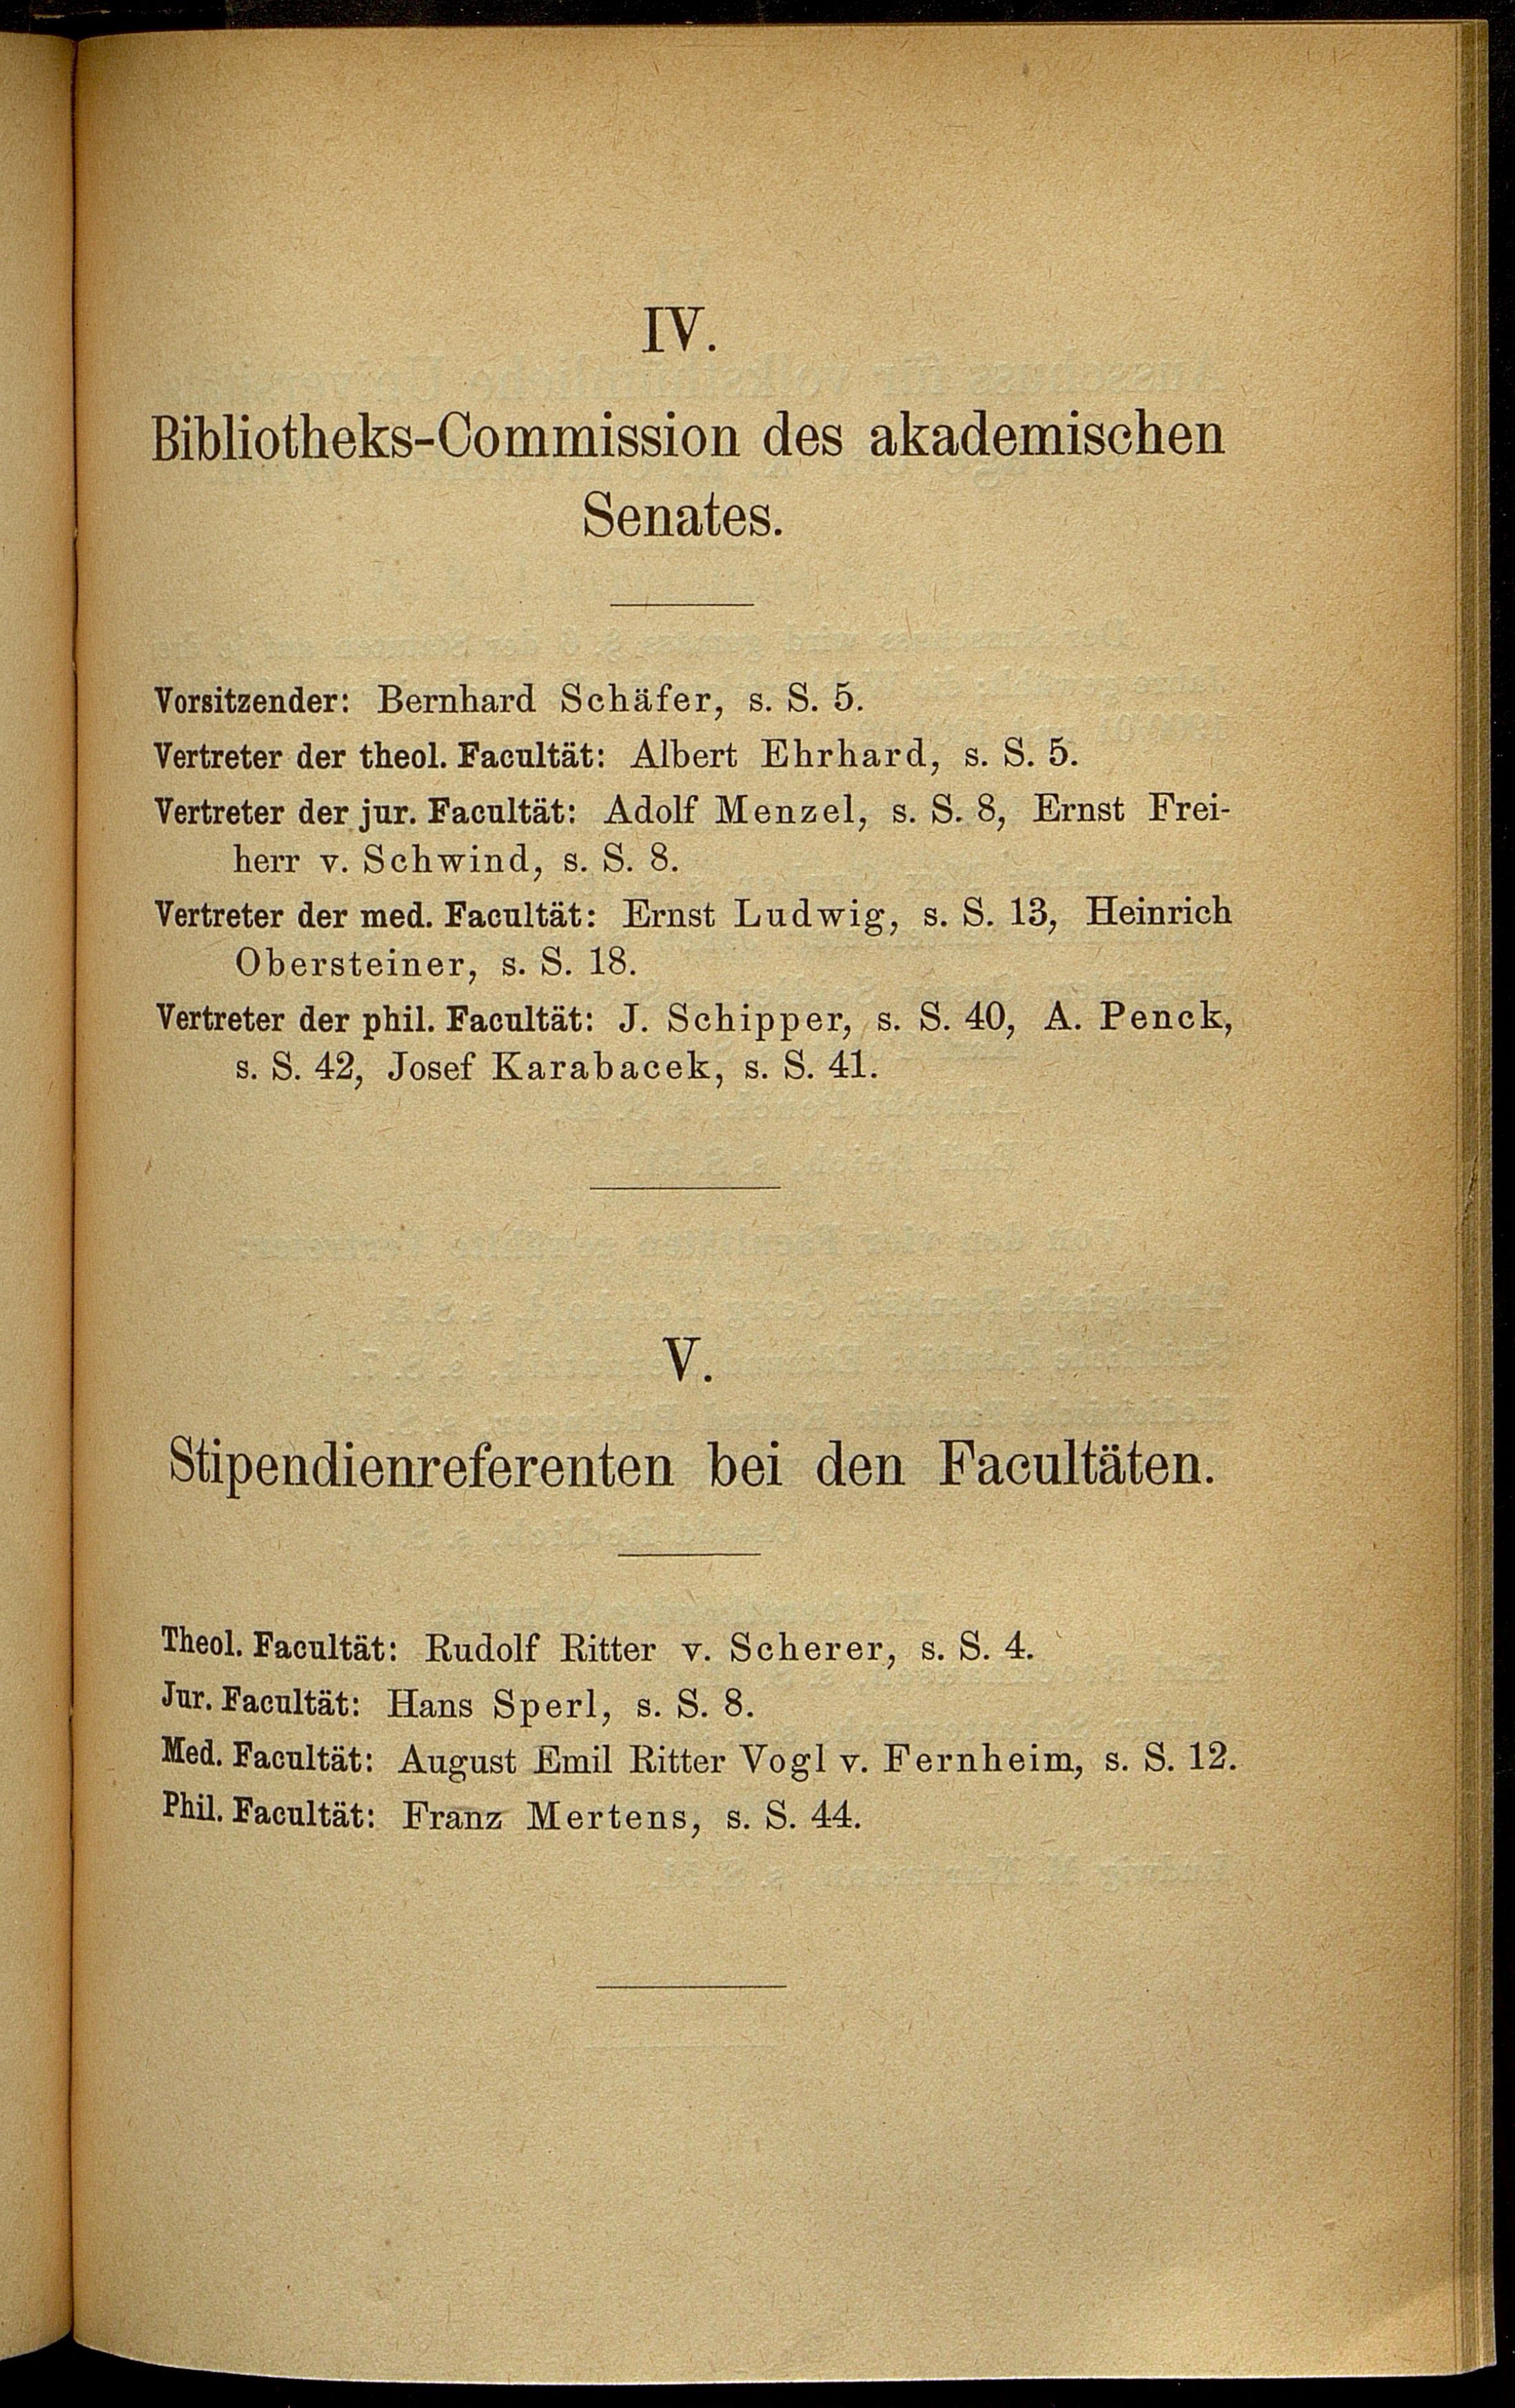 IV.
Bibliotheks-Commission des akademischen
Senates.
Vorsitzender: Bernhard Schäfer, s. S. 5.
Vertreter der theol. Facultät: Albert Ehrhard, s. S. 5.
Vertreter der jur. Facultät: Adolf Menzel, s. S. 8, Ernst Frei-
herr v. Schwind, s. S. 8.
Vertreter der med. Facultät: Ernst Ludwig, s. S. 13, Heinrich
Obersteiner, s. S. 18.
Vertreter der phil. Facultät: J. Schipper, s. S. 40, A. Penck,
s. S. 42, Josef Karabacek, s. S. 41.
V.
Stipendienreferenten bei den Facultäten.
Theol. Facultät: Rudolf Ritter v. Scherer, s. S. 4.
Jur. Facultät: Hans Sperl, s. S. 8.
Med. Facultät: August Emil Ritter Vogl v. Fernheim, s. S. 12.
Phil. Facultät: Franz Mertens, s. S. 44.